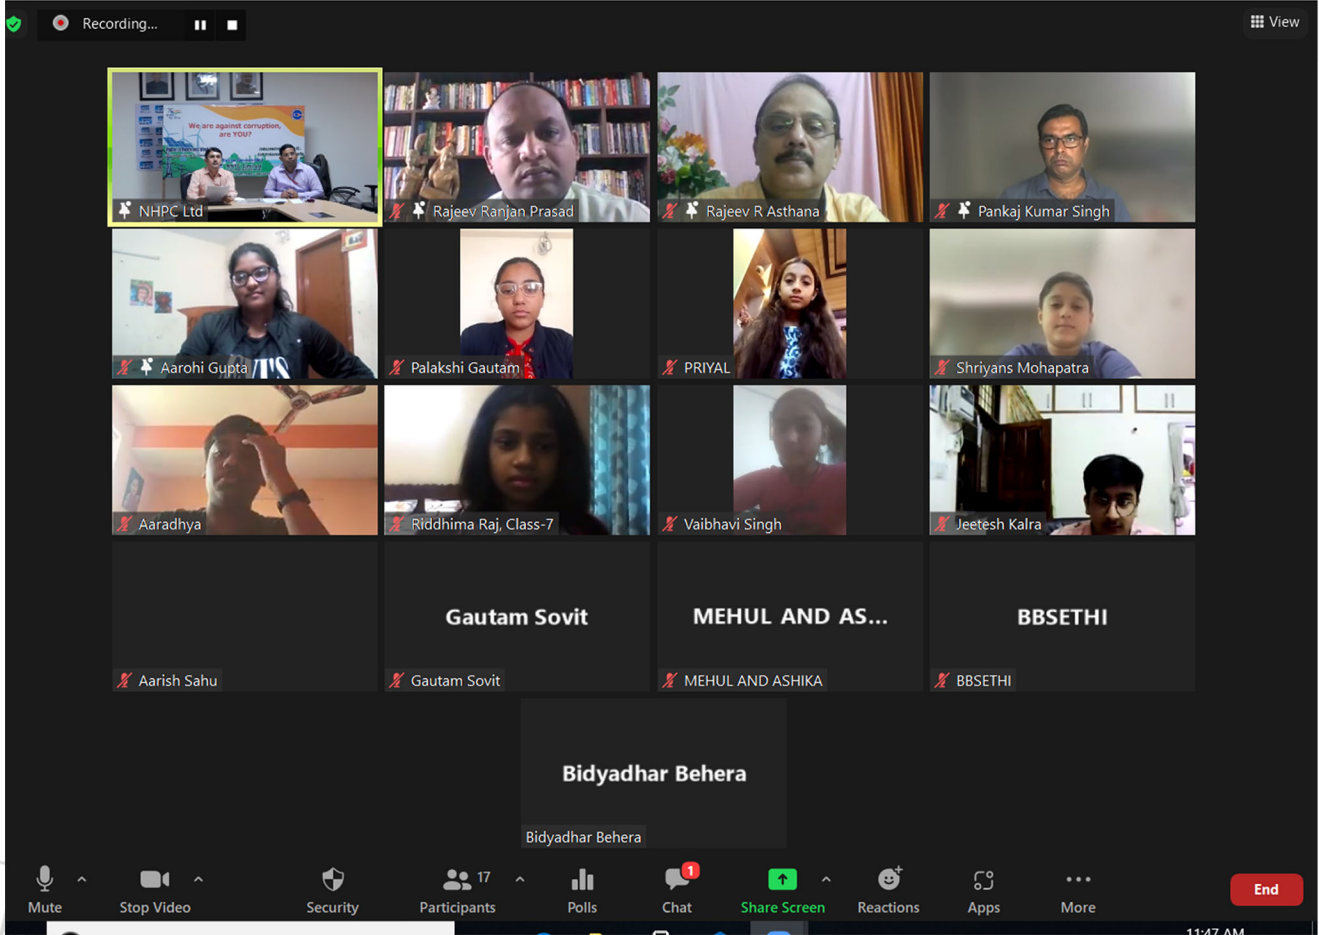 Recording...
View
We are against corruption,
are YOU?
NHPC Ltd
Rajeev Ranjan Prasad
Rajeev R Asthana
Pankaj Kumar Singh
Aarohi Gupta
Palakshi Gautam
PRIYAL
Shriyans Mohapatra
Aaradhya
Riddhima Raj, Class-7
Vaibhavi Singh
Jeetesh Kalra
Aarish Sahu
Gautam Sovit
Gautam Sovit
MEHUL AND AS...
MEHUL AND ASHIKA
BBSETHI
BBSETHI
Bidyadhar Behera
Bidyadhar Behera
Mute
Stop Video
Security
17
Participants
Polls
1
Chat
Share Screen
Reactions
Apps
More
End
11:47 AM